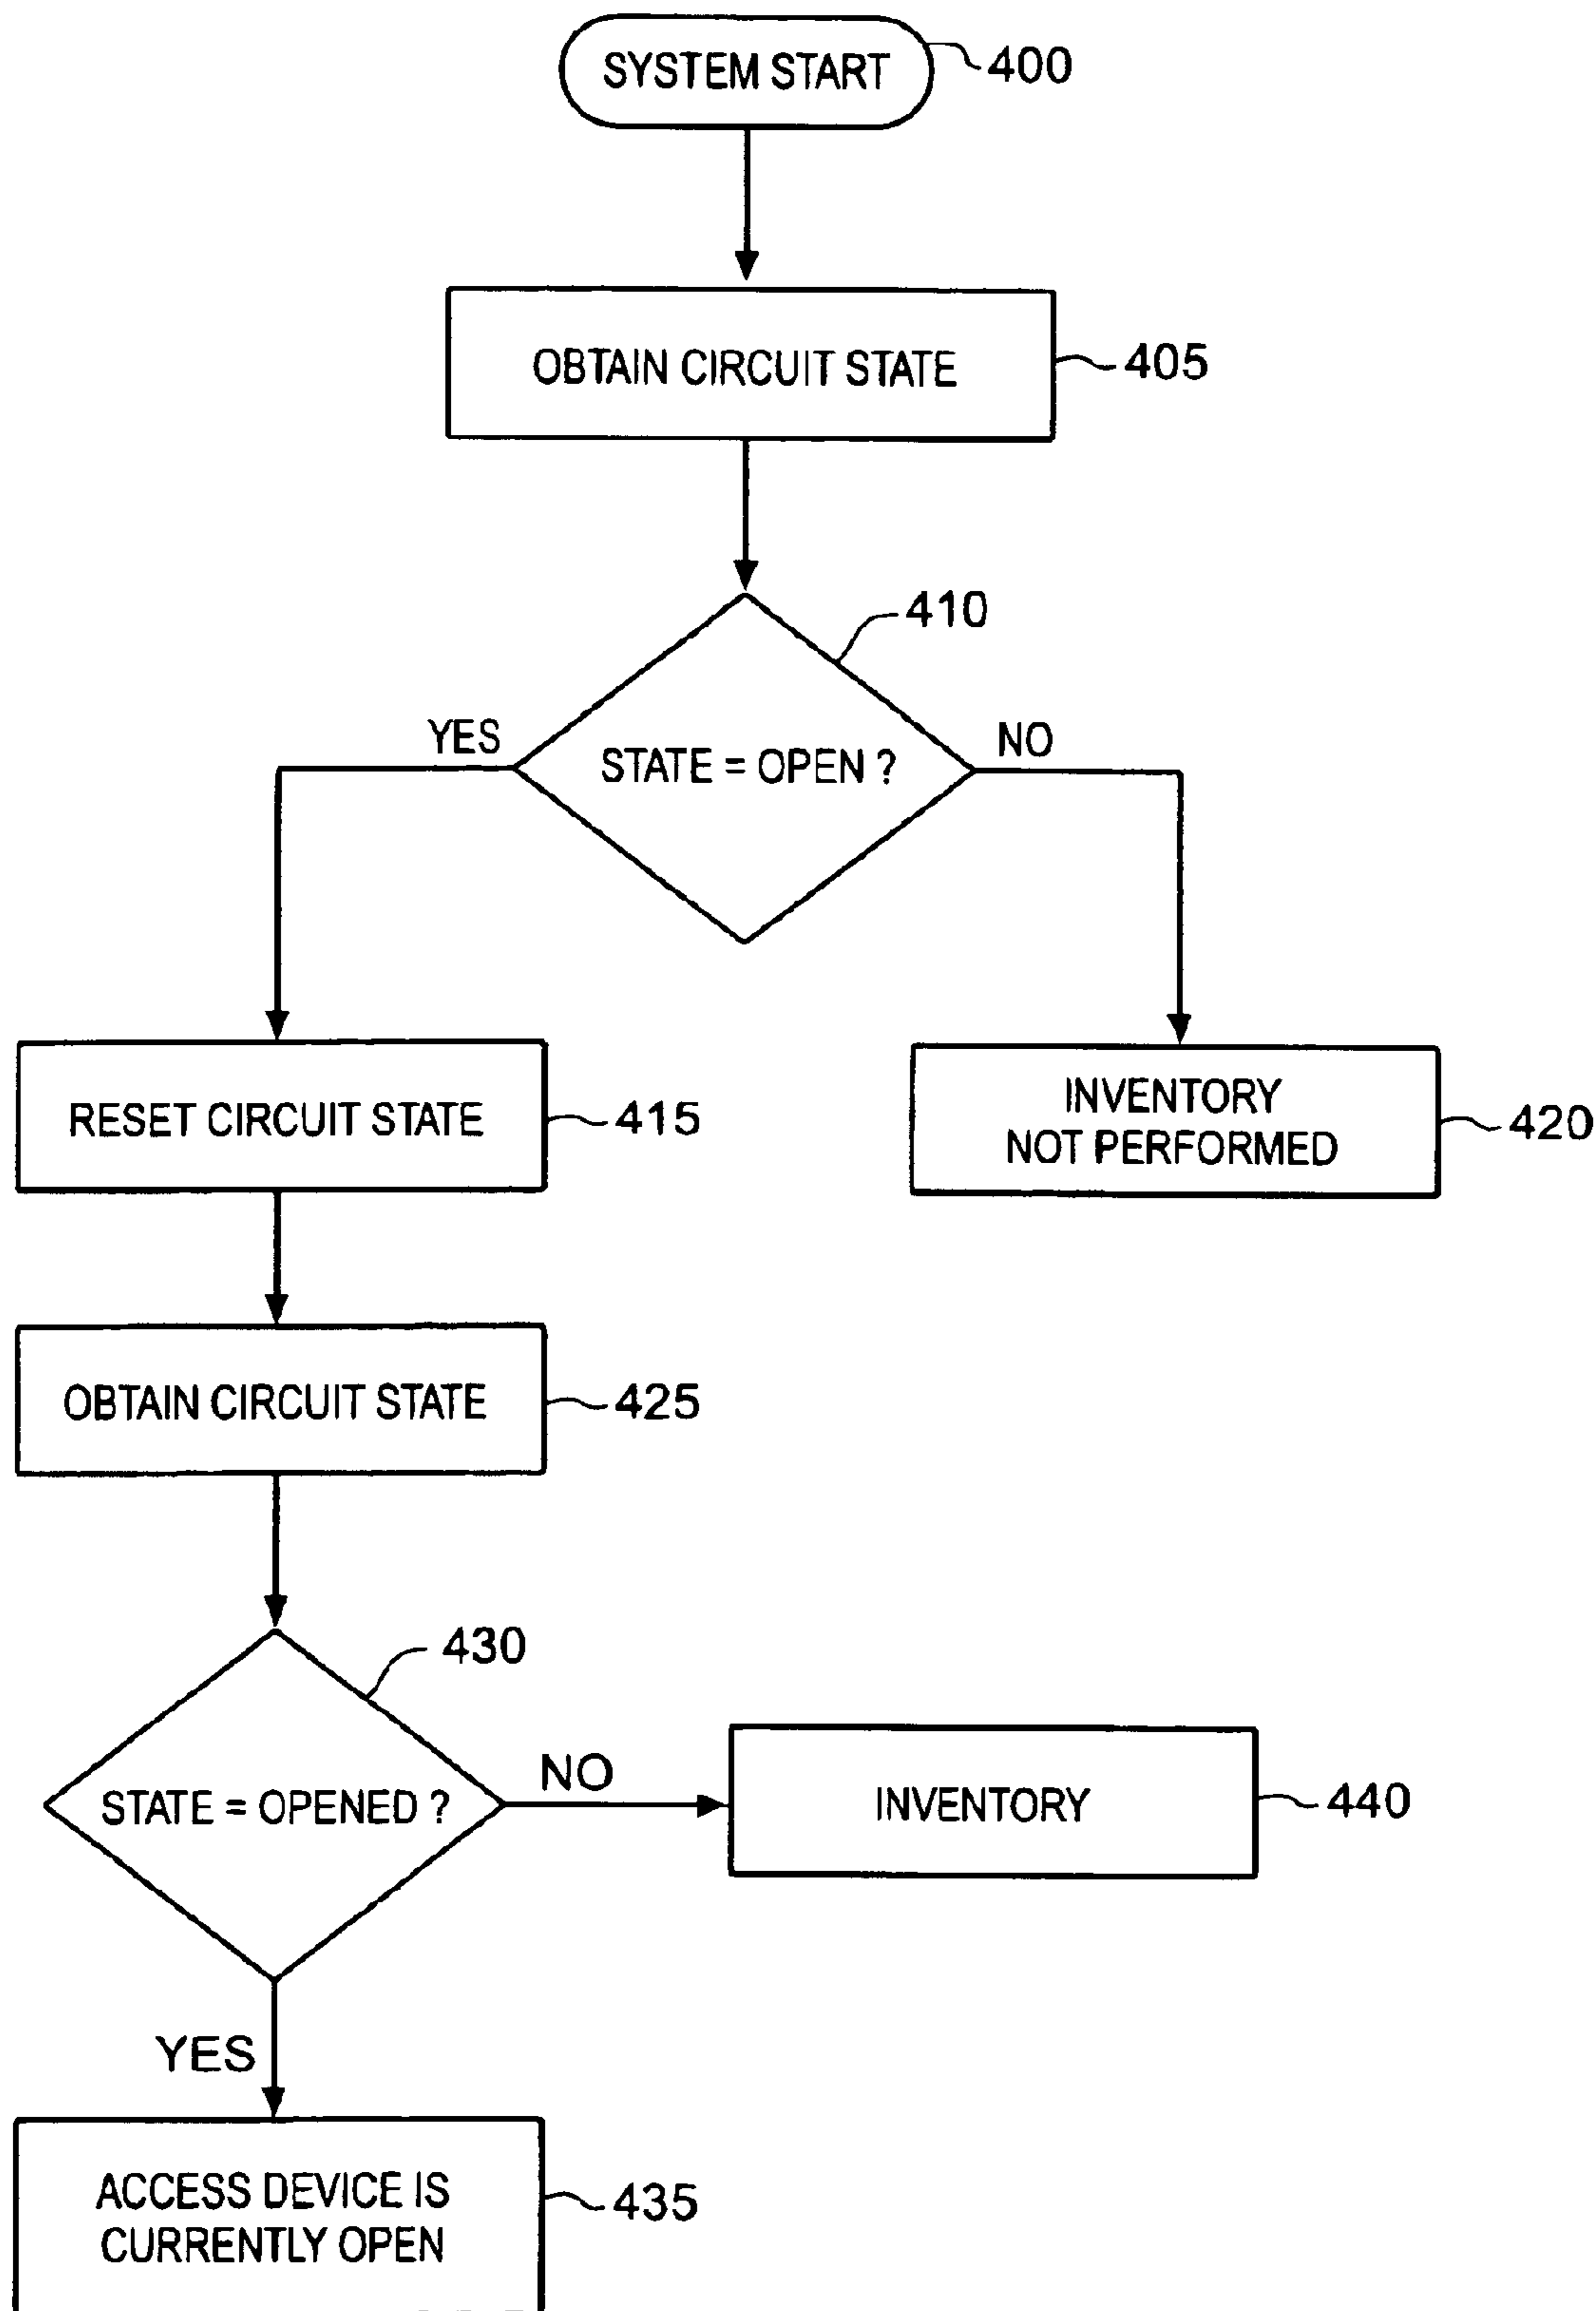 SYSTEM START
400
OBTAIN CIRCUIT STATE
405
410
YES
STATE = OPEN ?
NO
RESET CIRCUIT STATE
415
INVENTORY
NOT PERFORMED
420
OBTAIN CIRCUIT STATE
425
430
STATE = OPENED ?
NO
INVENTORY
440
YES
ACCESS DEVICE IS
CURRENTLY OPEN
435